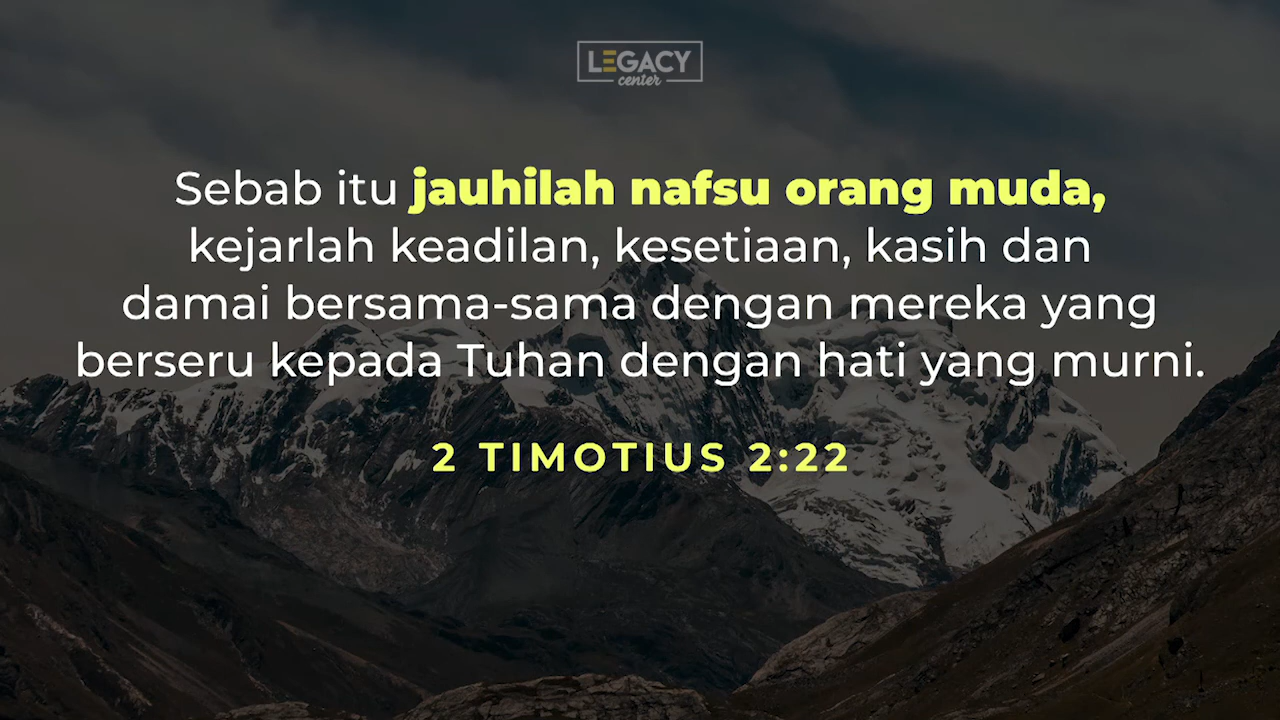 LEGACY
center
Sebab itu jauhilah nafsu orang muda,
kejarlah keadilan, kesetiaan, kasih dan
damai bersama-sama dengan mereka yang
berseru kepada Tuhan dengan hati yang murni.
2 TIMOTIUS 2:22